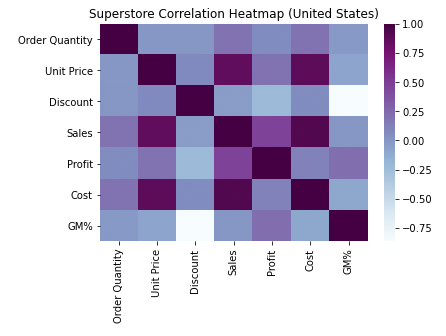 Superstore Correlation Heatmap (United States)
Order Quantity
Unit Price
Discount
Sales
Profit
Cost
GM%
Order Quantity
Unit Price
Discount
Sales
Profit
Cost
GM%
1.00
0.75
0.50
0.25
0.00
−0.25
−0.50
−0.75